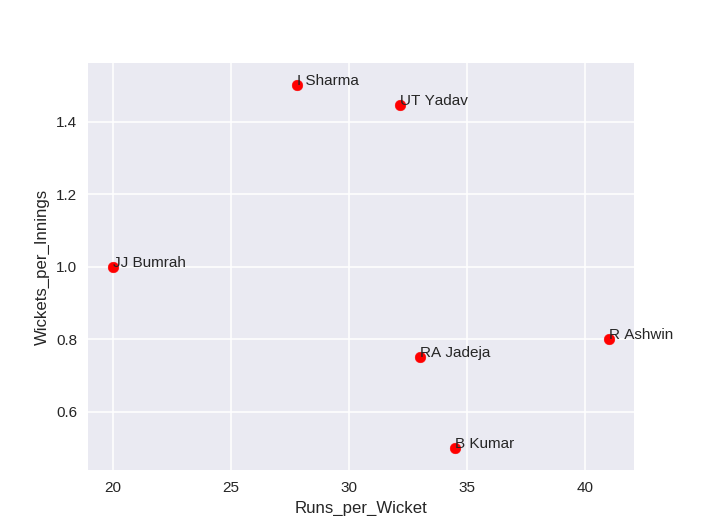 I Sharma
UT Yadav
1.4
1.2
JJ Bumrah
1.0
R Ashwin
0.8
RA Jadeja
0.6
B Kumar
20 25 30 35 40
Runs_per_Wicket
Wickets_per_Innings